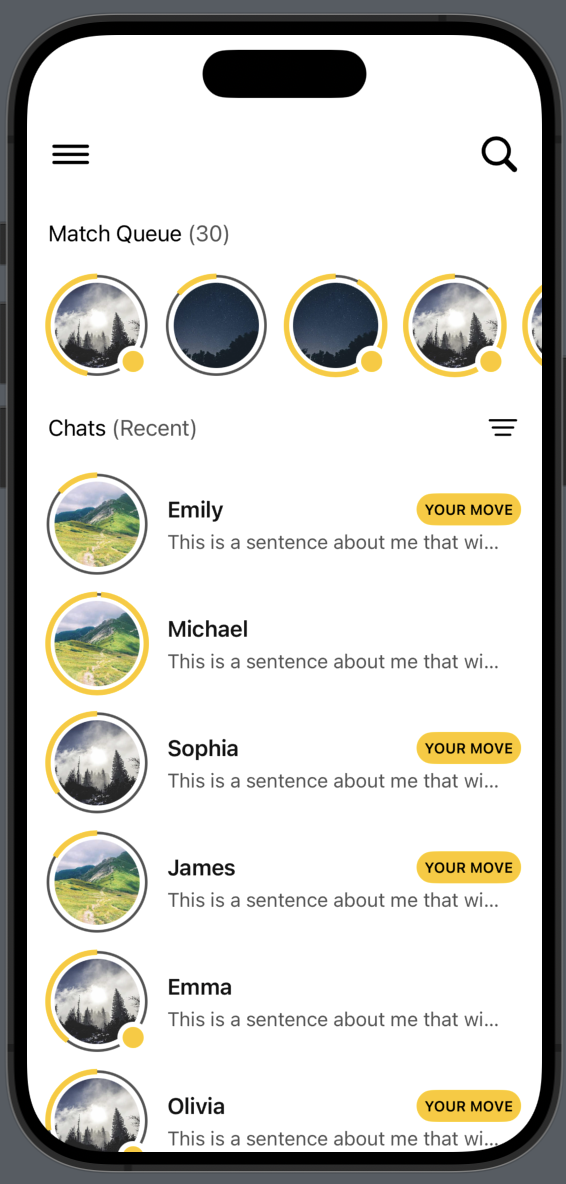 Match Queue (30)
Chats (Recent)
Emily
YOUR MOVE
This is a sentence about me that wi...
Michael
This is a sentence about me that wi...
Sophia
YOUR MOVE
This is a sentence about me that wi...
James
YOUR MOVE
This is a sentence about me that wi...
Emma
This is a sentence about me that wi...
Olivia
YOUR MOVE
This is a sentence about me that wi...